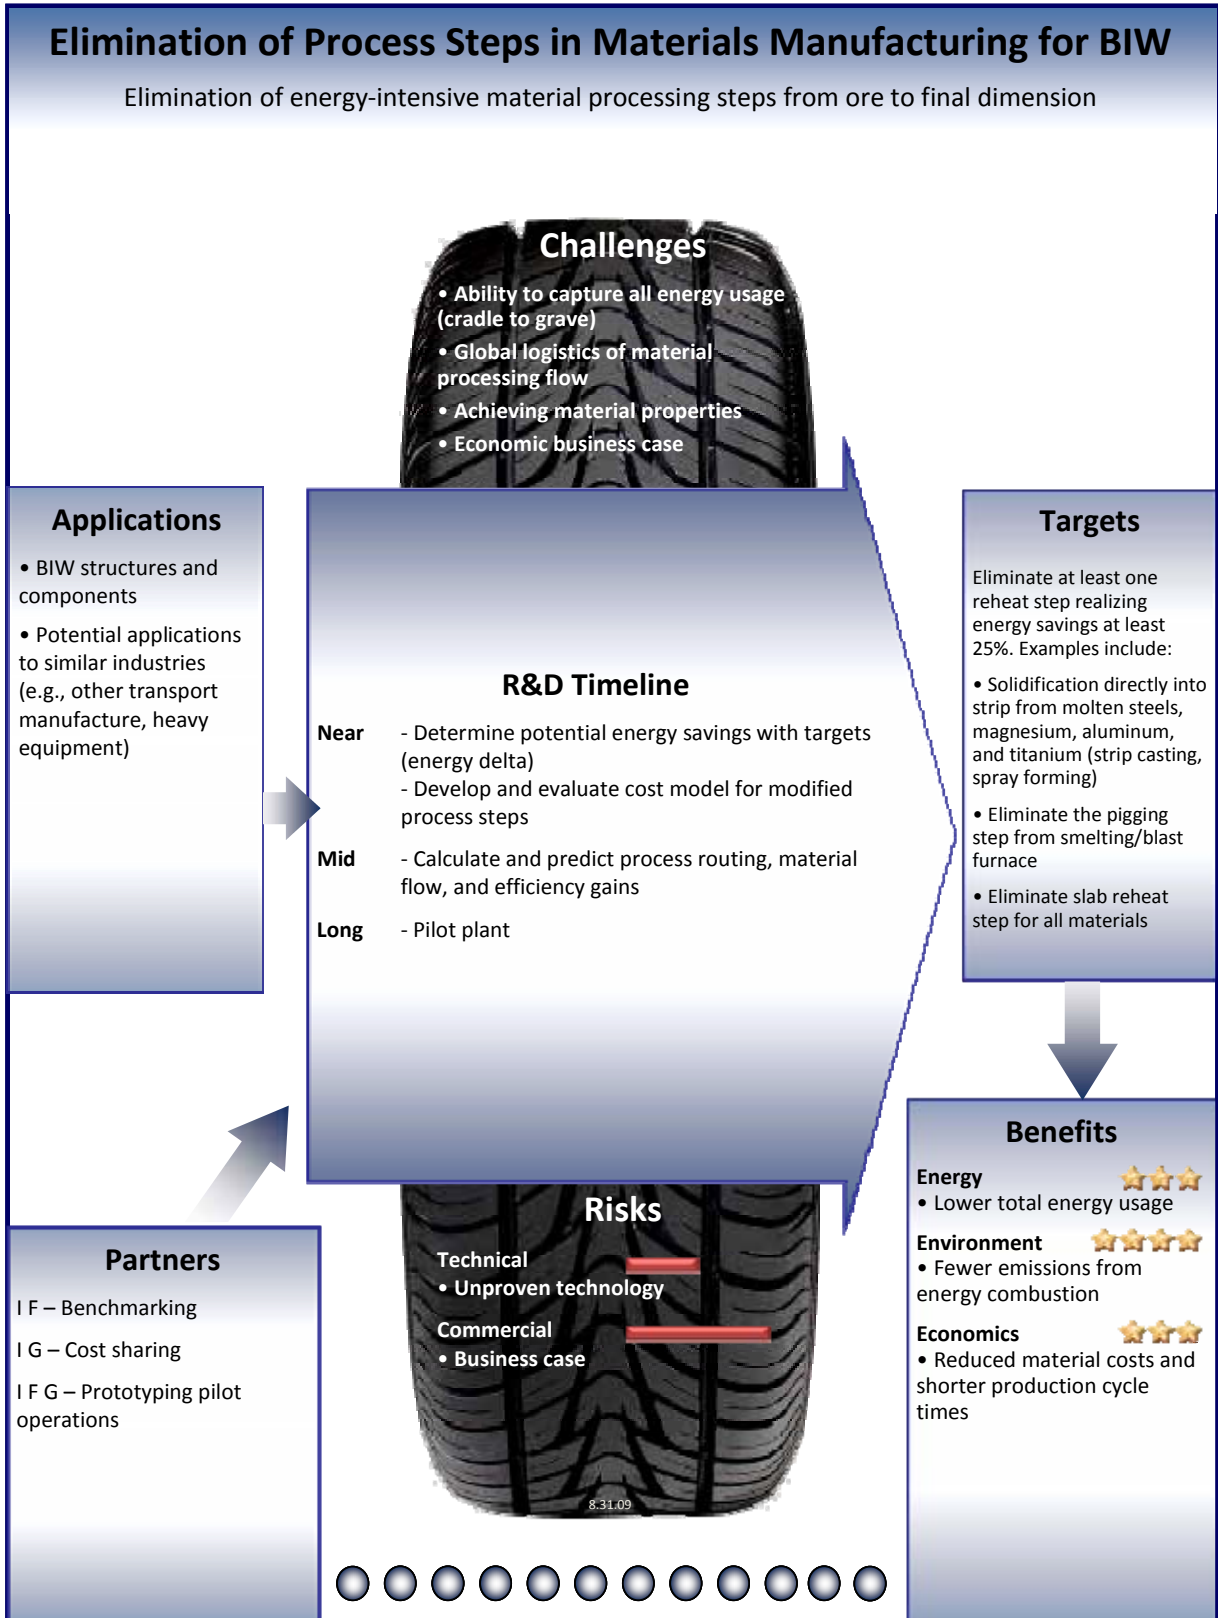 Elimination of Process Steps in Materials Manufacturing for BIW
Elimination of energy-intensive material processing steps from ore to final dimension
Challenges
• Ability to capture all energy usage
(cradle to grave)
• Global logistics of material
processing flow
• Achieving material properties
• Economic business case
Applications
• BIW structures and
components
• Potential applications
to similar industries
(e.g., other transport
manufacture, heavy
equipment)
R&D Timeline
Near - Determine potential energy savings with targets
(energy delta)
- Develop and evaluate cost model for modified
process steps
Mid - Calculate and predict process routing, material
flow, and efficiency gains
Long - Pilot plant
Targets
Eliminate at least one
reheat step realizing
energy savings at least
25%. Examples include:
• Solidification directly into
strip from molten steels,
magnesium, aluminum,
and titanium (strip casting,
spray forming)
• Eliminate the pigging
step from smelting/blast
furnace
• Eliminate slab reheat
step for all materials
Partners
I F – Benchmarking
I G – Cost sharing
I F G – Prototyping pilot
operations
Risks
Technical
• Unproven technology
Commercial
• Business case
8.31.09
Benefits
Energy
• Lower total energy usage
Environment
• Fewer emissions from
energy combustion
Economics
• Reduced material costs and
shorter production cycle
times